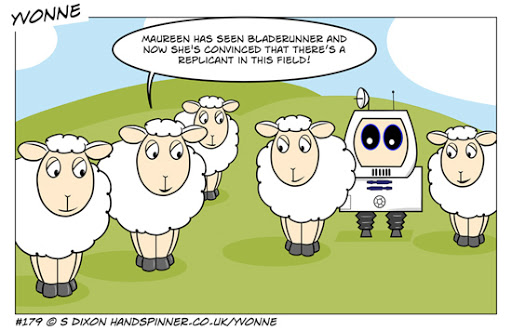 YVONNE
MAUREEN HAS SEEN BLADERUNNER AND
NOW SHE'S CONVINCED THAT THERE'S A
REPLICANT IN THIS FIELD!
#179 © S DIXON HANDSPINNER.CO.UK/YVONNE